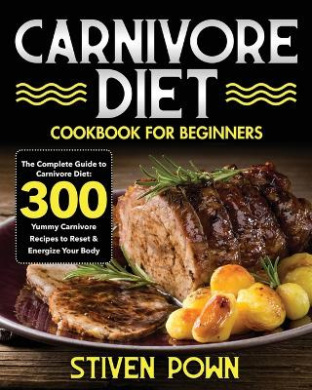 CARNIVORE
DIET
COOKBOOK FOR BEGINNERS
The Complete Guide to
Carnivore Diet:
300
Yummy Carnivore
Recipes to Reset &
Energize Your Body
STIVEN POWN